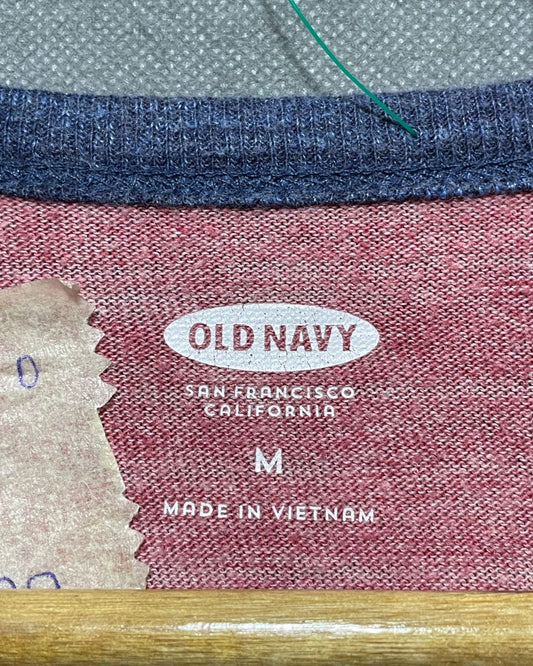 OLD NAVY
SAN FRANCISCO
CALIFORNIA
M
MADE IN VIETNAM